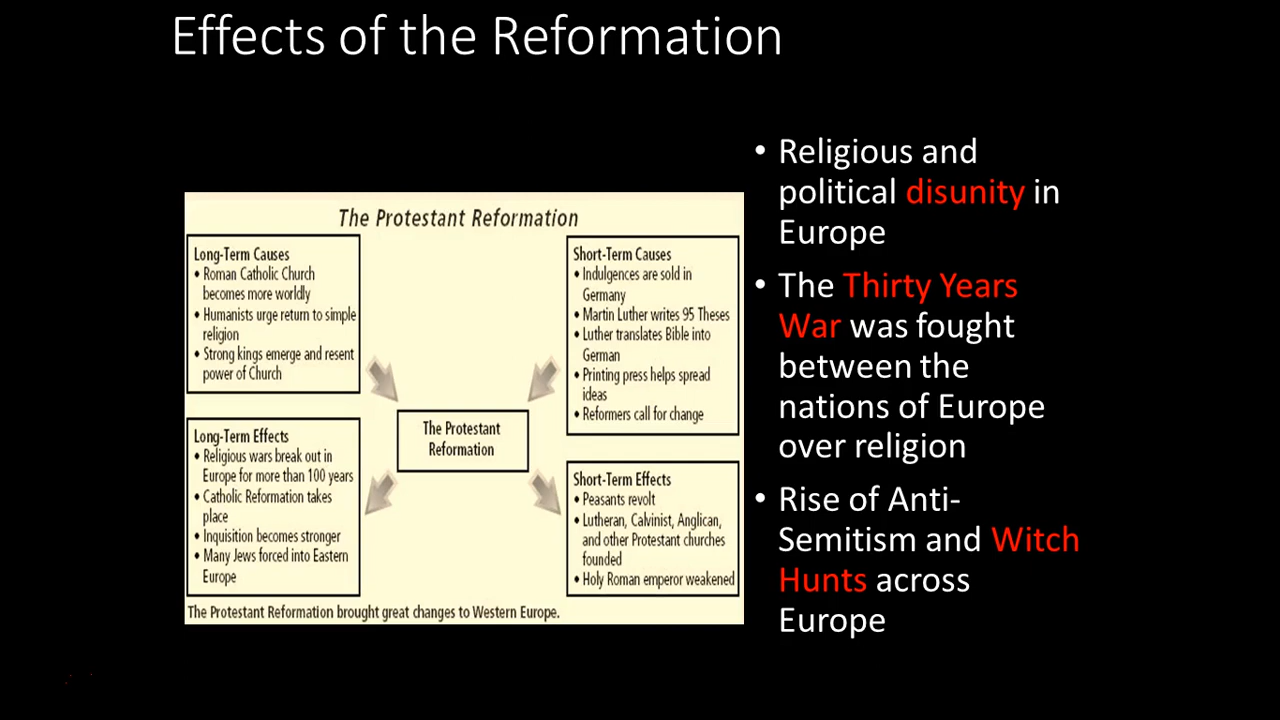 Effects of the Reformation
The Protestant Reformation
Long-Term Causes
• Roman Catholic Church
becomes more worldly
• Humanists urge return to simple
religion
• Strong kings emerge and resent
power of Church
Short-Term Causes
• Indulgences are sold in
Germany
• Martin Luther writes 95 Theses
• Luther translates Bible into
German
• Printing press helps spread
ideas
• Reformers call for change
The Protestant
Reformation
Long-Term Effects
• Religious wars break out in
Europe for more than 100 years
• Catholic Reformation takes
place
• Inquisition becomes stronger
• Many Jews forced into Eastern
Europe
Short-Term Effects
• Peasants revolt
• Lutheran, Calvinist, Anglican,
and other Protestant churches
founded
• Holy Roman emperor weakened
The Protestant Reformation brought great changes to Western Europe.
• Religious and
political disunity in
Europe
• The Thirty Years
War was fought
between the
nations of Europe
over religion
• Rise of Anti-
Semitism and Witch
Hunts across
Europe